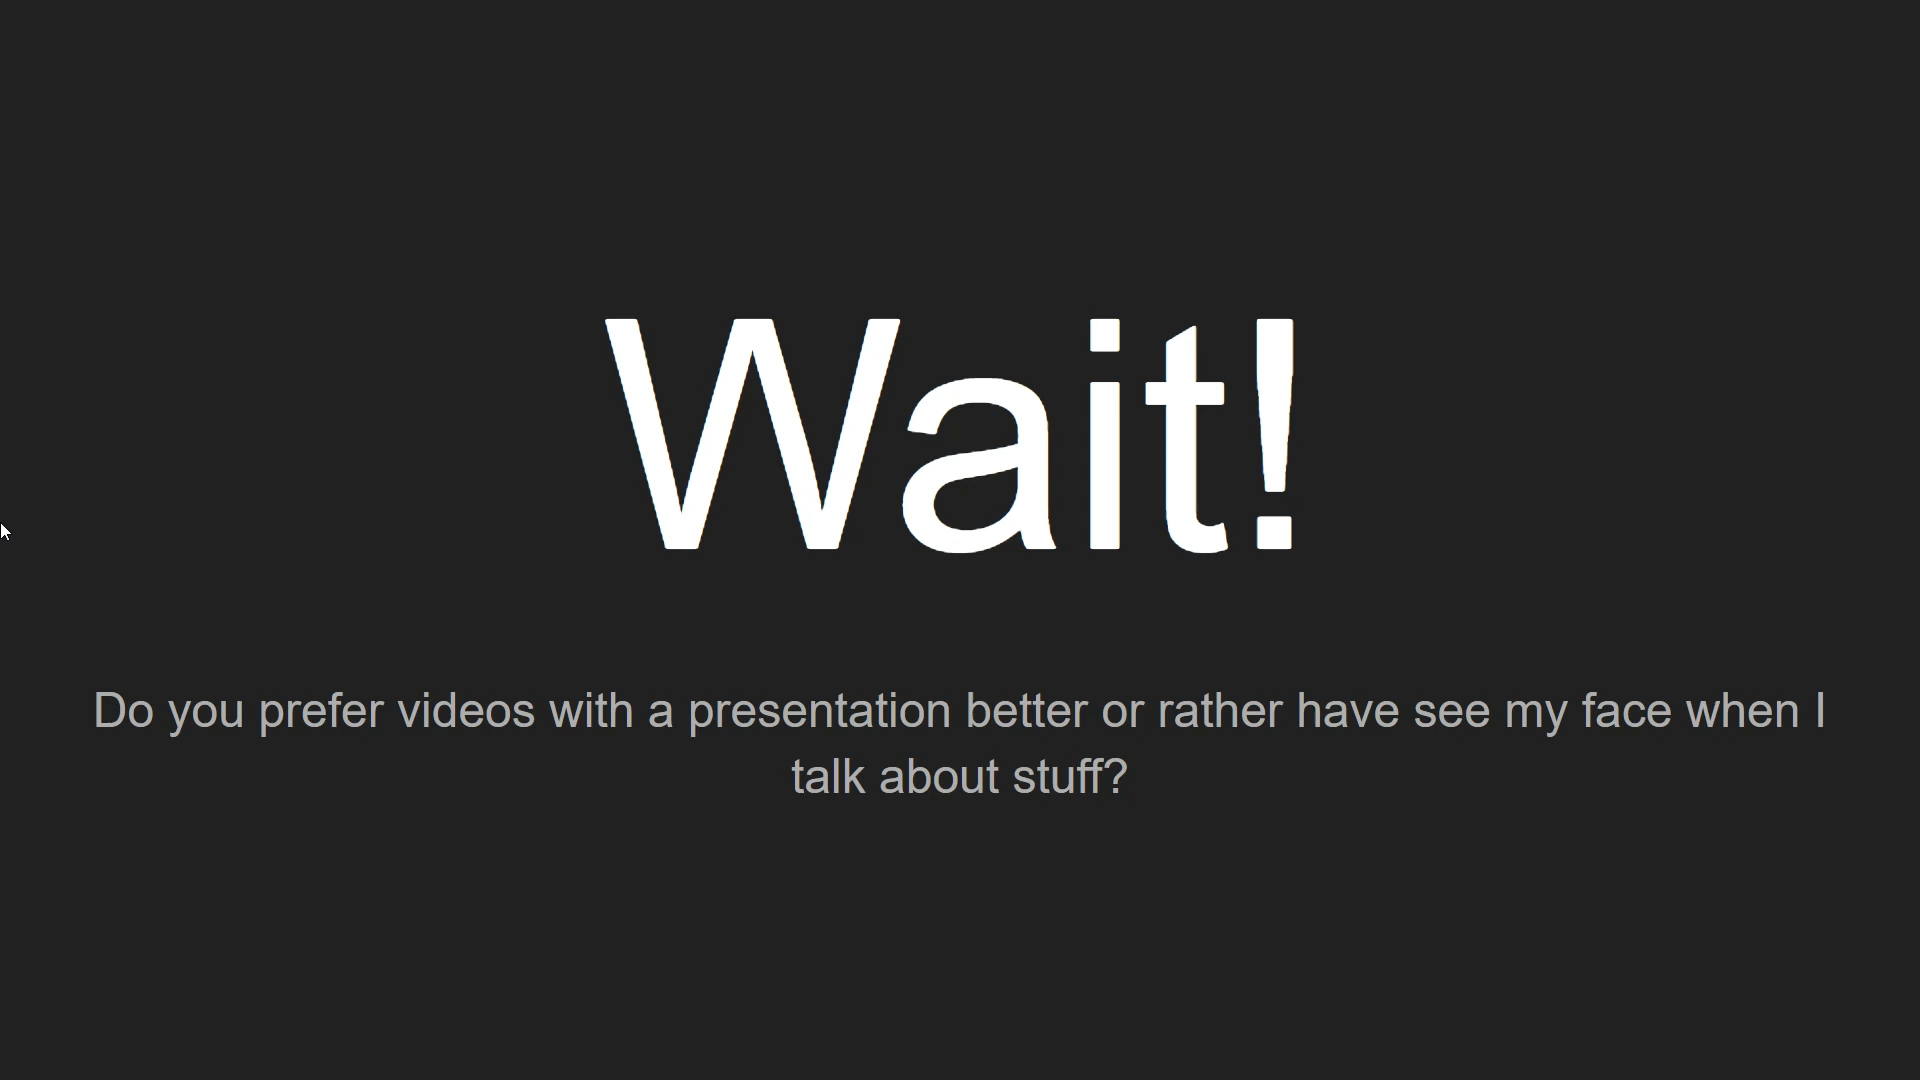 Wait!
Do you prefer videos with a presentation better or rather have see my face when I
talk about stuff?